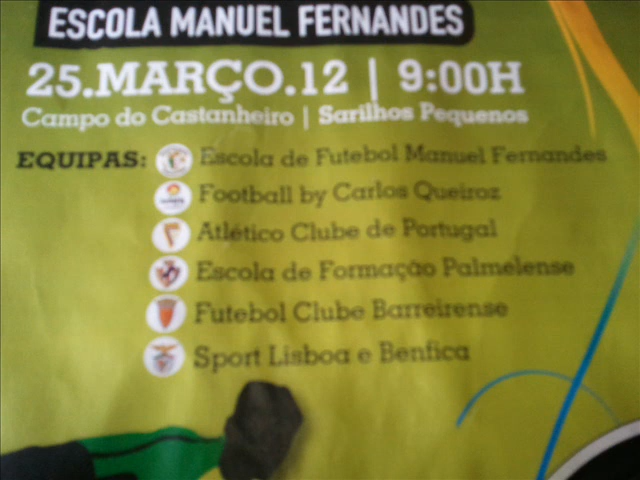 ESCOLA MANUEL FERNANDES
25.MARÇO.12 | 9:00H
Campo do Castanheiro | Sarilhos Pequenos
EQUIPAS: Escola de Futebol Manuel Fernandes
Football by Carlos Queiroz
Atlético Clube de Portugal
Escola de Formação Palmelense
Futebol Clube Barreirense
Sport Lisboa e Benfica